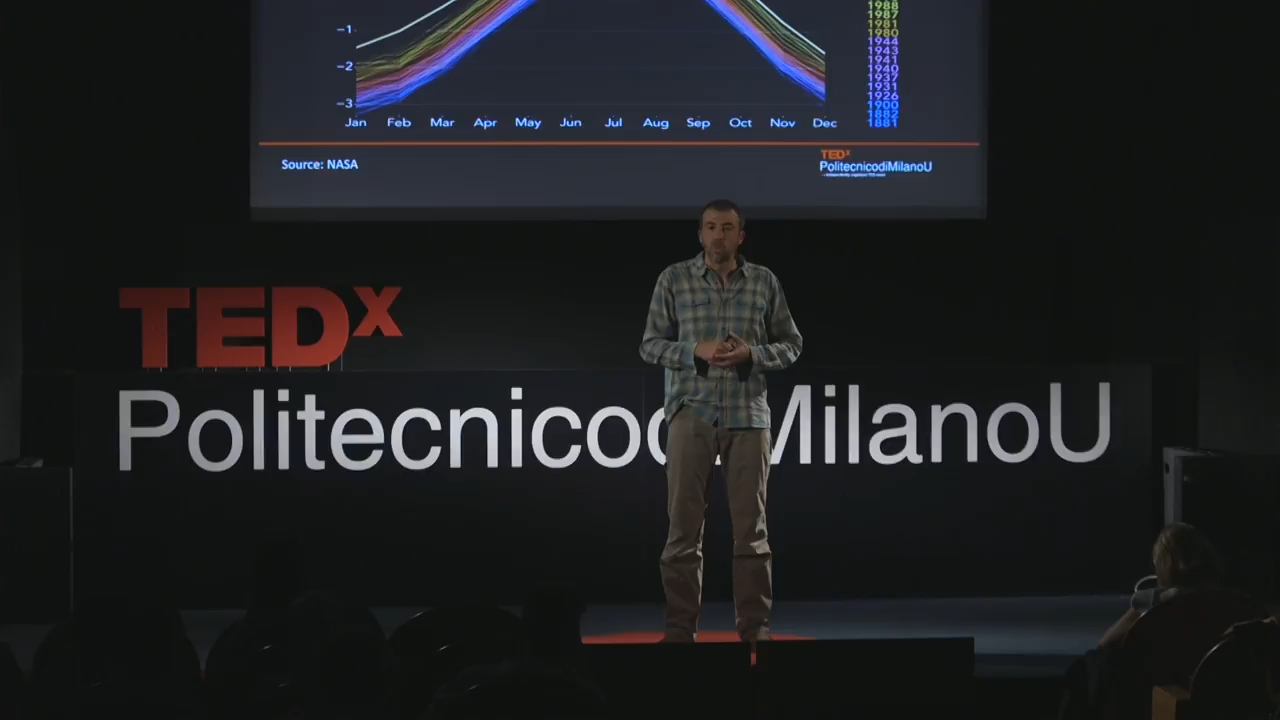 1988
1987
1981
1980
1944
1943
1941
1940
1937
1931
1926
1900
1882
1881
-1
-2
-3
Jan Feb Mar Apr May Jun Jul Aug Sep Oct Nov Dec
Source: NASA
TEDx
PolitecnicodiMilanoU
TEDx
MilanoU